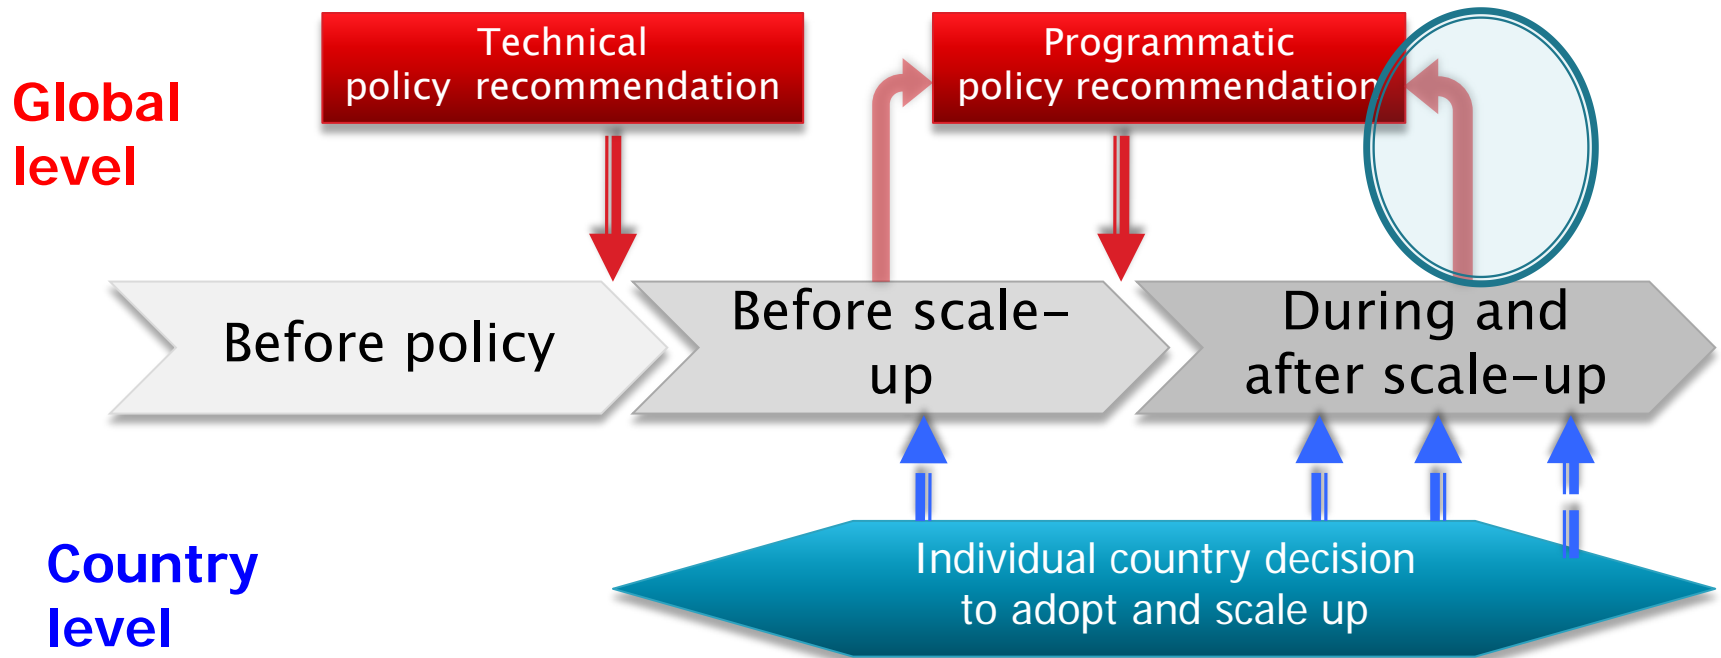 Technical
policy recommendation
Programmatic
policy recommendation
Global
level
Before policy
Before scale-
up
During and
after scale-up
Individual country decision
to adopt and scale up
Country
level